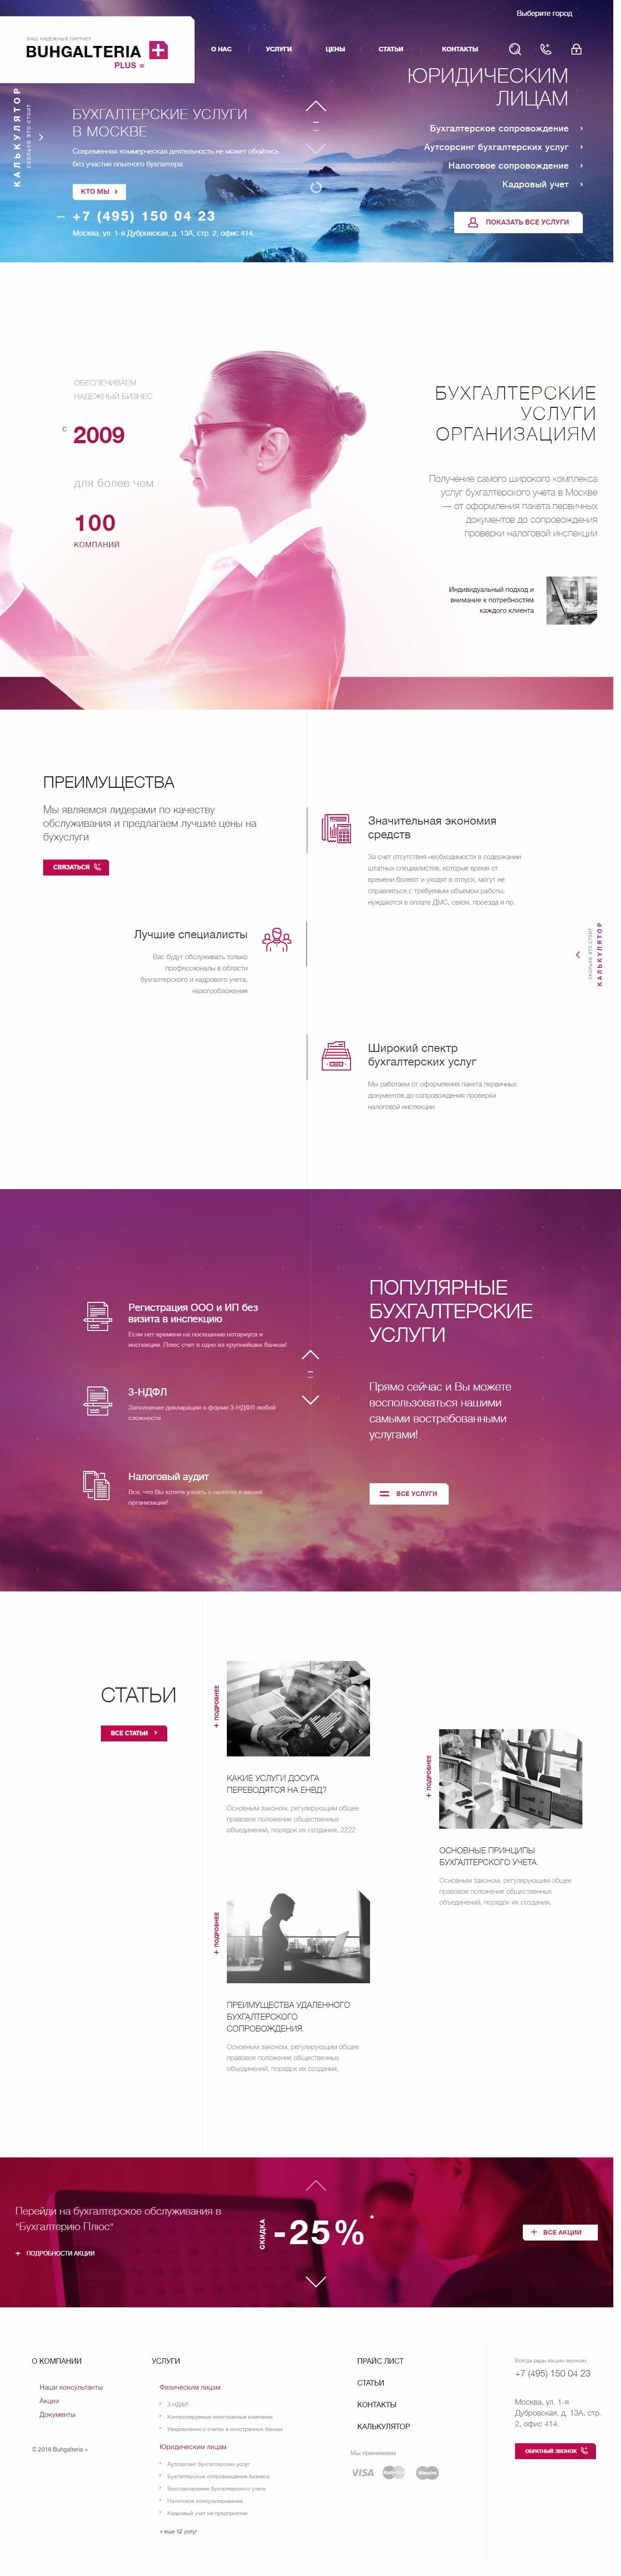 Выберите город
ВАШ НАДЕЖНЫЙ ПАРТНЕР
BUHGALTERIA +
PLUS =
О НАС
УСЛУГИ
ЦЕНЫ
СТАТЬИ
КОНТАКТЫ
КАЛЬКУЛЯТОР
СКОЛЬКО ЭТО СТОИТ
БУХГАЛТЕРСКИЕ УСЛУГИ
В МОСКВЕ
Современная коммерческая деятельность не может обойтись
без участия опытного бухгалтера.
КТО МЫ
+7 (495) 150 04 23
Москва, ул. 1-я Дубровская, д. 13А, стр. 2, офис 414.
ЮРИДИЧЕСКИМ
ЛИЦАМ
Бухгалтерское сопровождение
Аутсорсинг бухгалтерских услуг
Налоговое сопровождение
Кадровый учет
ПОКАЗАТЬ ВСЕ УСЛУГИ
ОБЕСПЕЧИВАЕМ
НАДЕЖНЫЙ БИЗНЕС
С 2009
для более чем
100
КОМПАНИЙ
БУХГАЛТЕРСКИЕ
УСЛУГИ
ОРГАНИЗАЦИЯМ
Получение самого широкого комплекса
услуг бухгалтерского учета в Москве
— от оформления пакета первичных
документов до сопровождения
проверки налоговой инспекции
Индивидуальный подход и
внимание к потребностям
каждого клиента
ПРЕИМУЩЕСТВА
Мы являемся лидерами по качеству
обслуживания и предлагаем лучшие цены на
бухуслуги
СВЯЗАТЬСЯ
Значительная экономия
средств
За счет отсутствия необходимости в содержании
штатных специалистов, которые время от
времени болеют и уходят в отпуск, могут не
справляться с требуемым объемом работы,
нуждаются в оплате ДМС, связи, проезда и пр.
Лучшие специалисты
Вас будут обслуживать только
профессионалы в области
бухгалтерского и кадрового учета,
налогообложения
СКОЛЬКО ЭТО СТОИТ
КАЛЬКУЛЯТОР
Широкий спектр
бухгалтерских услуг
Мы работаем от оформления пакета первичных
документов до сопровождения проверки
налоговой инспекции
Регистрация ООО и ИП без
визита в инспекцию
Если нет времени на посещение нотариуса и
инспекции. Плюс счет в одно из крупнейших банков!
3-НДФЛ
Заполнение декларации о форме 3-НДФЛ любой
сложности
Налоговый аудит
Все, что Вы хотите узнать о налогах в вашей
организации!
ПОПУЛЯРНЫЕ
БУХГАЛТЕРСКИЕ
УСЛУГИ
Прямо сейчас и Вы можете
воспользоваться нашими
самыми востребованными
услугами!
ВСЕ УСЛУГИ
СТАТЬИ
ВСЕ СТАТЬИ
+ ПОДРОБНЕЕ
КАКИЕ УСЛУГИ ДОСУГА
ПЕРЕВОДЯТСЯ НА ЕНВД?
Основным законом, регулирующим общее
правовое положение общественных
объединений, порядок их создания, 2222
+ ПОДРОБНЕЕ
ОСНОВНЫЕ ПРИНЦИПЫ
БУХГАЛТЕРСКОГО УЧЕТА.
Основным законом, регулирующим общее
правовое положение общественных
объединений, порядок их создания,
+ ПОДРОБНЕЕ
ПРЕИМУЩЕСТВА УДАЛЕННОГО
БУХГАЛТЕРСКОГО
СОПРОВОЖДЕНИЯ.
Основным законом, регулирующим общее
правовое положение общественных
объединений, порядок их создания,
Перейди на бухгалтерское обслуживания в
"Бухгалтерию Плюс"
+ ПОДРОБНОСТИ АКЦИИ
СКИДКА
-25% *
+ ВСЕ АКЦИИ
О КОМПАНИИ
Наши консультанты
Акции
Документы
© 2016 Buhgalteria +
УСЛУГИ
Физическим лицам
3-НДФЛ
Контролируемые иностранные компании
Уведомления о счетах в иностранных банках
Юридическим лицам
Аутсорсинг бухгалтерских услуг
Бухгалтерское сопровождение бизнеса
Восстановление бухгалтерского учета
Налоговое консультирование
Кадровый учет на предприятии
+ еще 12 услуг
ПРАЙС ЛИСТ
СТАТЬИ
КОНТАКТЫ
КАЛЬКУЛЯТОР
Мы принимаем
VISA
Maestro
Всегда рады вашим звонкам
+7 (495) 150 04 23
Москва, ул. 1-я
Дубровская, д. 13А, стр.
2, офис 414.
ОБРАТНЫЙ ЗВОНОК